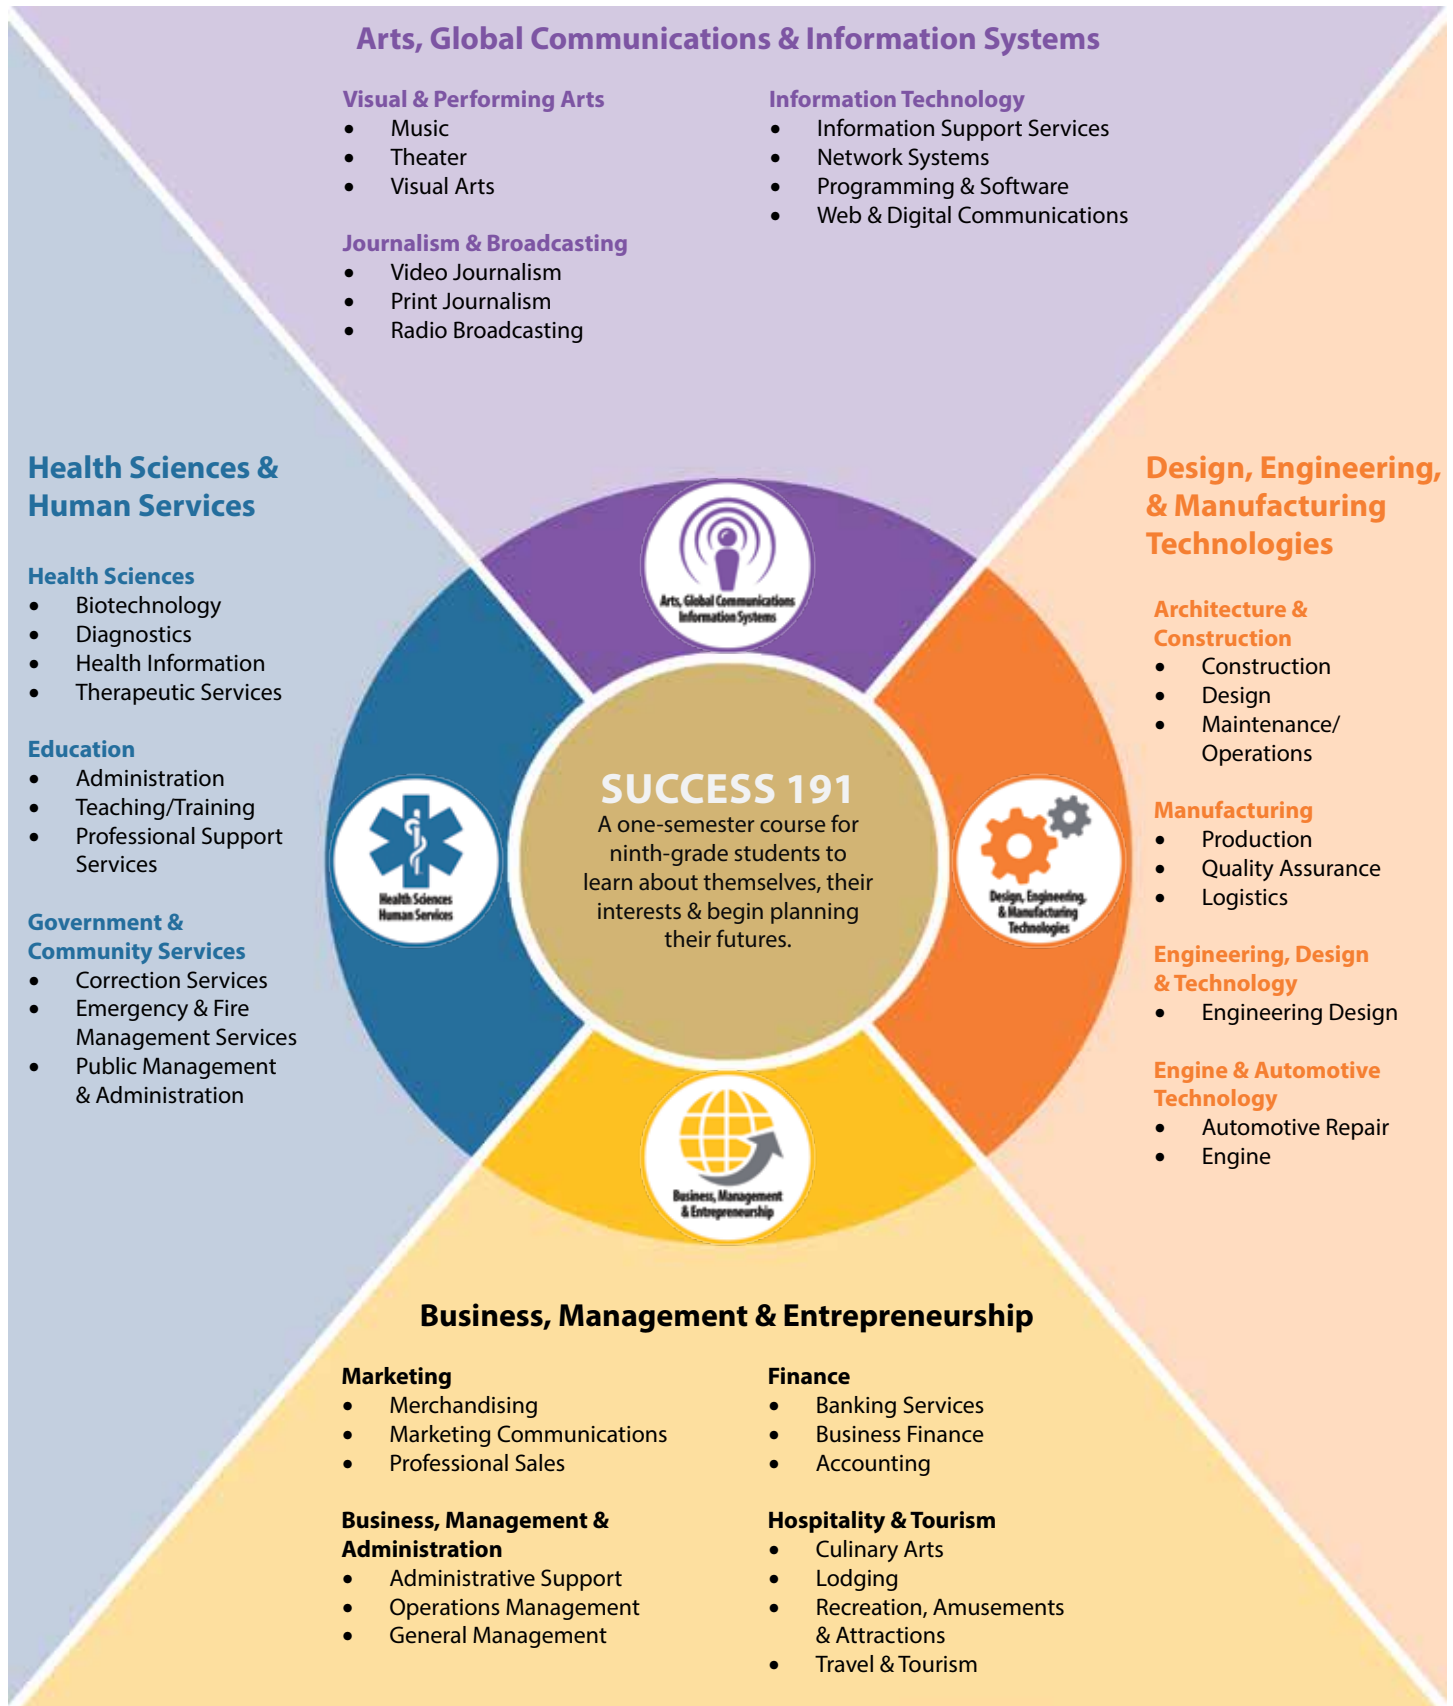 Arts, Global Communications & Information Systems
Visual & Performing Arts
• Music
• Theater
• Visual Arts
Journalism & Broadcasting
• Video Journalism
• Print Journalism
• Radio Broadcasting
Information Technology
• Information Support Services
• Network Systems
• Programming & Software
• Web & Digital Communications
Health Sciences &
Human Services
Health Sciences
• Biotechnology
• Diagnostics
• Health Information
• Therapeutic Services
Education
• Administration
• Teaching/Training
• Professional Support
Services
Government &
Community Services
• Correction Services
• Emergency & Fire
Management Services
• Public Management
& Administration
Arts, Global Communications
Information Systems
Health Sciences
Human Services
SUCCESS 191
A one-semester course for
ninth-grade students to
learn about themselves, their
interests & begin planning
their futures.
Design, Engineering,
& Manufacturing
Technologies
Business, Management
& Entrepreneurship
Design, Engineering,
& Manufacturing
Technologies
Architecture &
Construction
• Construction
• Design
• Maintenance/
Operations
Manufacturing
• Production
• Quality Assurance
• Logistics
Engineering, Design
& Technology
• Engineering Design
Engine & Automotive
Technology
• Automotive Repair
• Engine
Business, Management & Entrepreneurship
Marketing
• Merchandising
• Marketing Communications
• Professional Sales
Business, Management &
Administration
• Administrative Support
• Operations Management
• General Management
Finance
• Banking Services
• Business Finance
• Accounting
Hospitality & Tourism
• Culinary Arts
• Lodging
• Recreation, Amusements
& Attractions
• Travel & Tourism